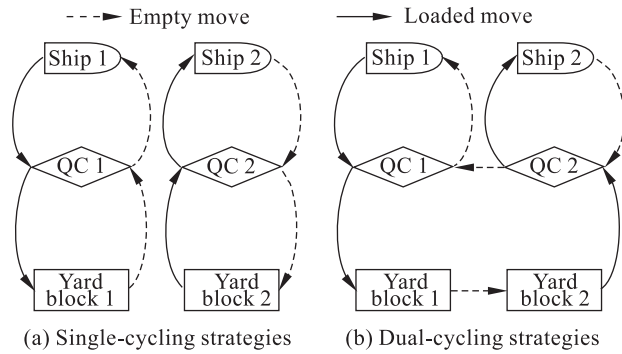 Empty move
Loaded move
Ship 1
Ship 2
Ship 1
Ship 2
QC 1
QC 2
QC 1
QC 2
Yard
block 1
Yard
block 2
Yard
block 1
Yard
block 2
(a) Single-cycling strategies
(b) Dual-cycling strategies